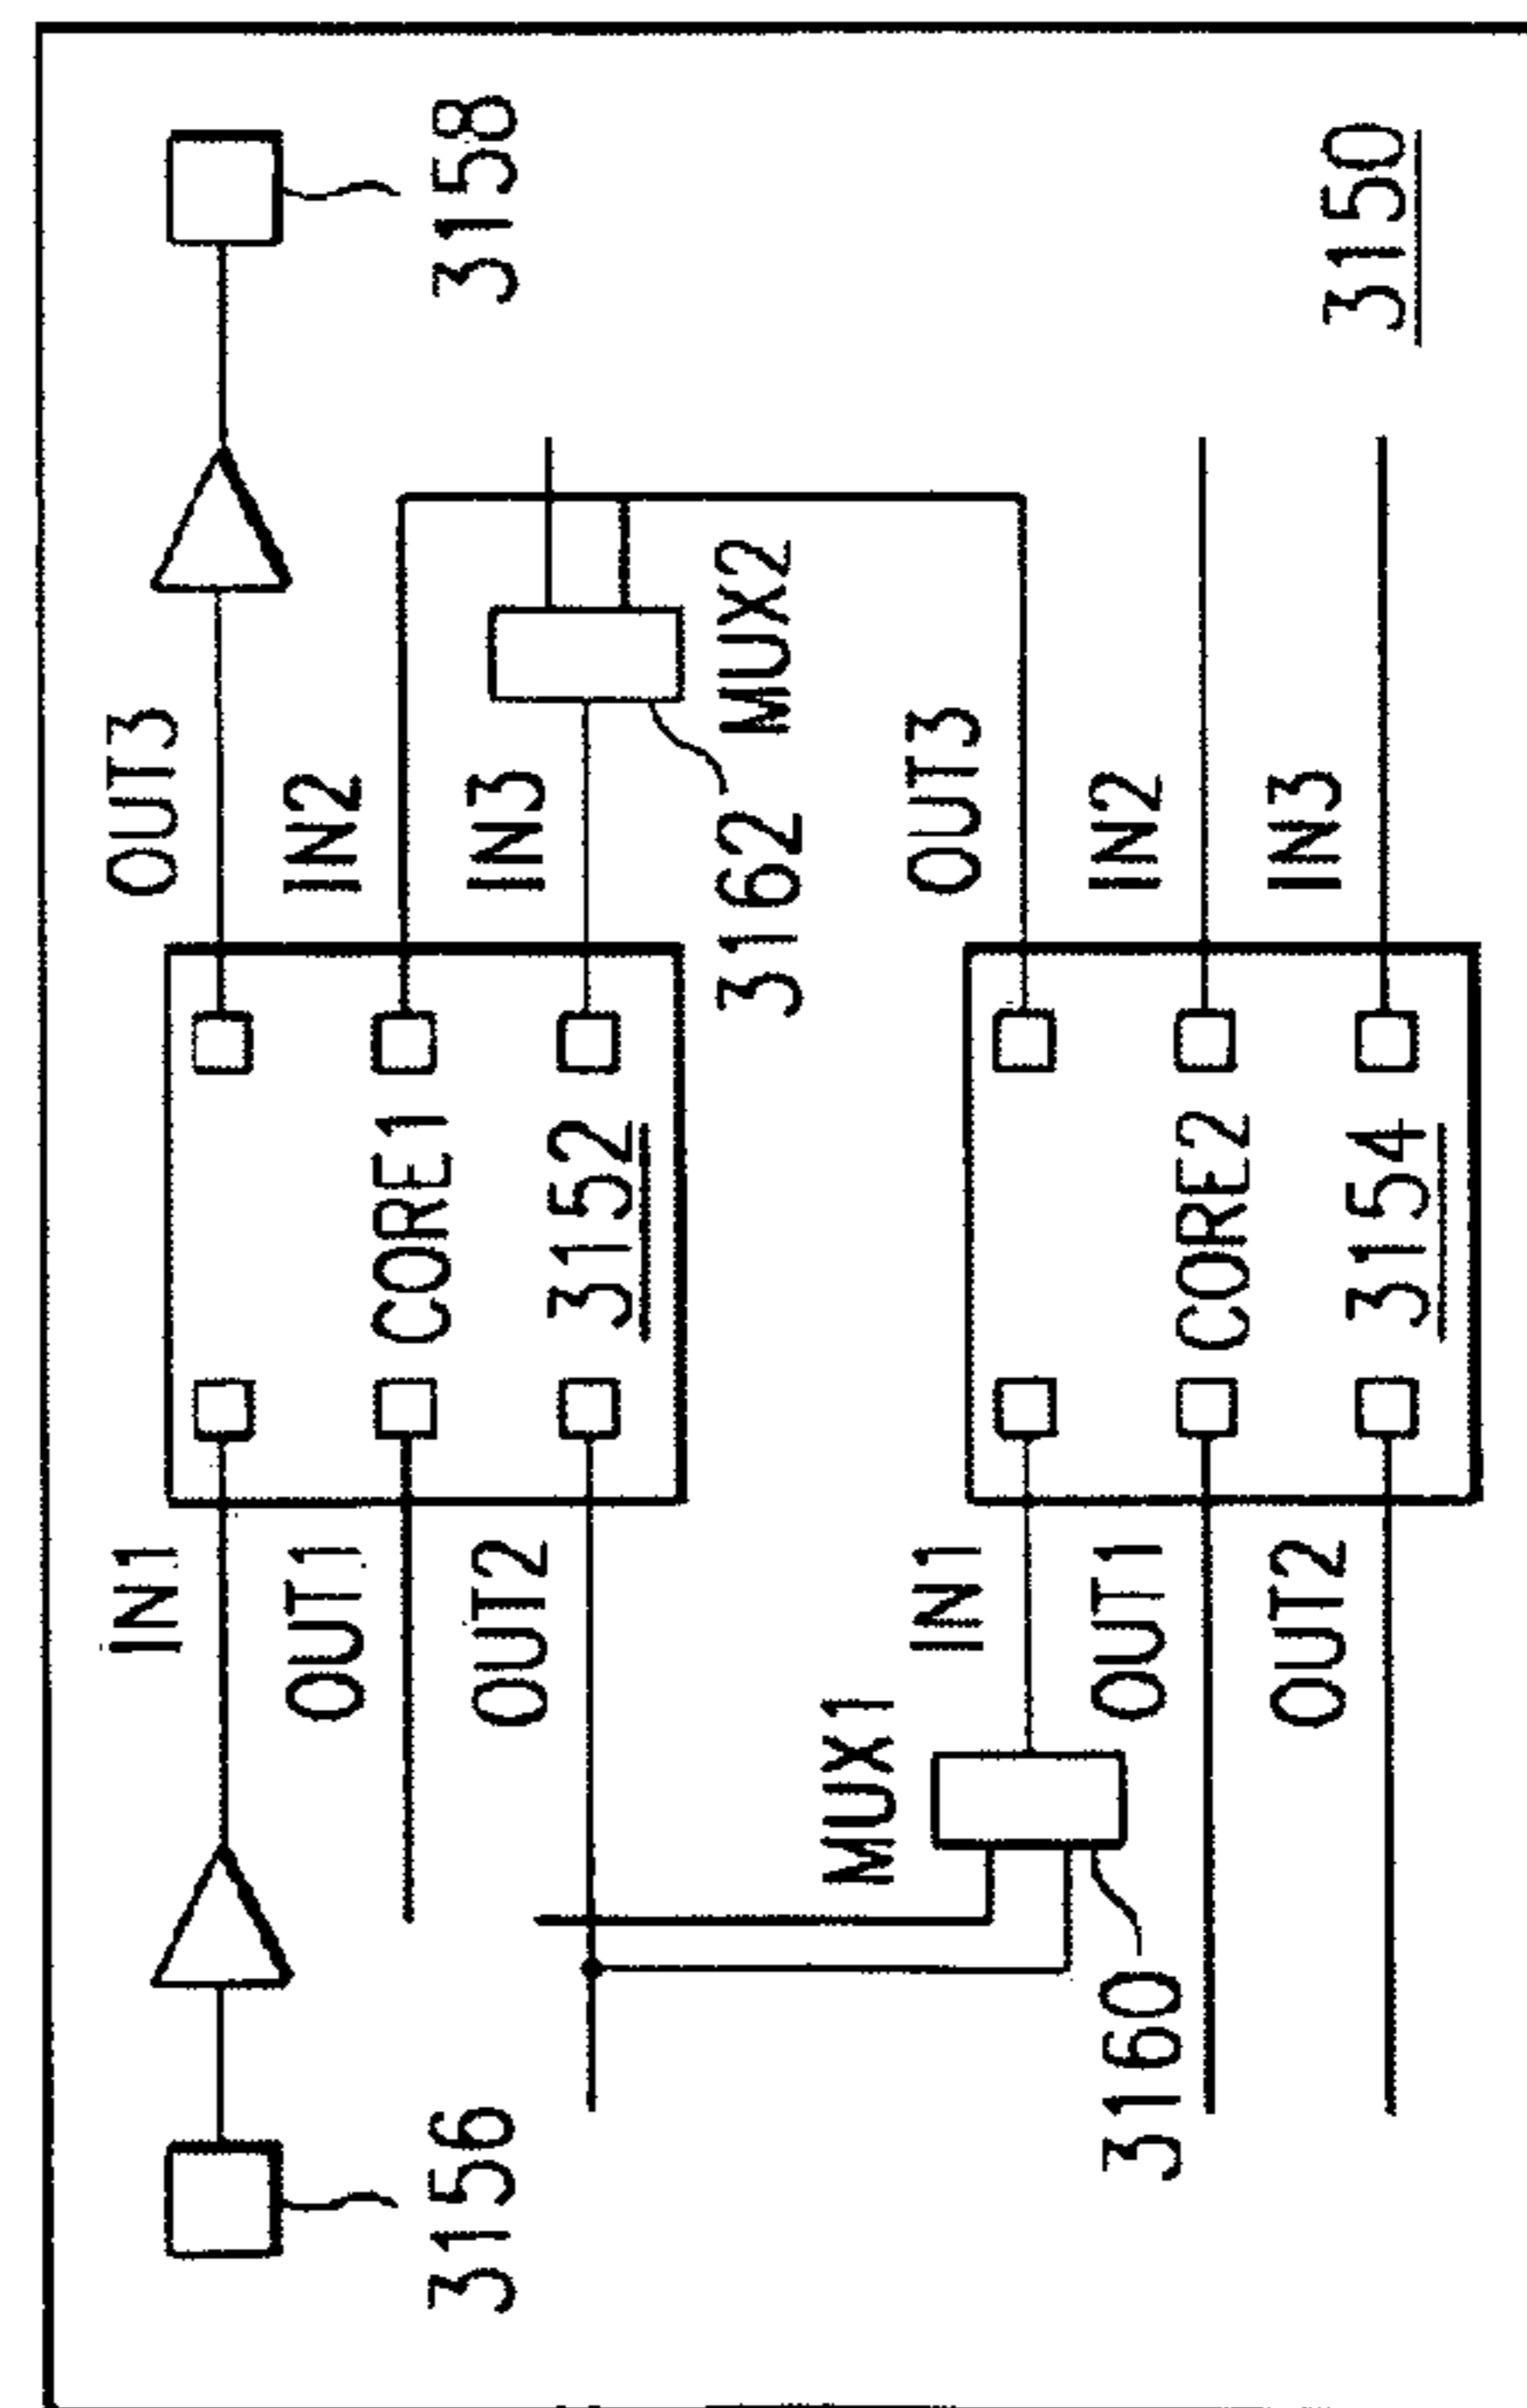 3156
IN1
OUT3
3158
OUT1
CORE1
IN2
OUT2
3152
IN3
3162
MUX2
MUX1
IN1
OUT3
3160
OUT1
CORE2
IN2
OUT2
3154
IN3
3150